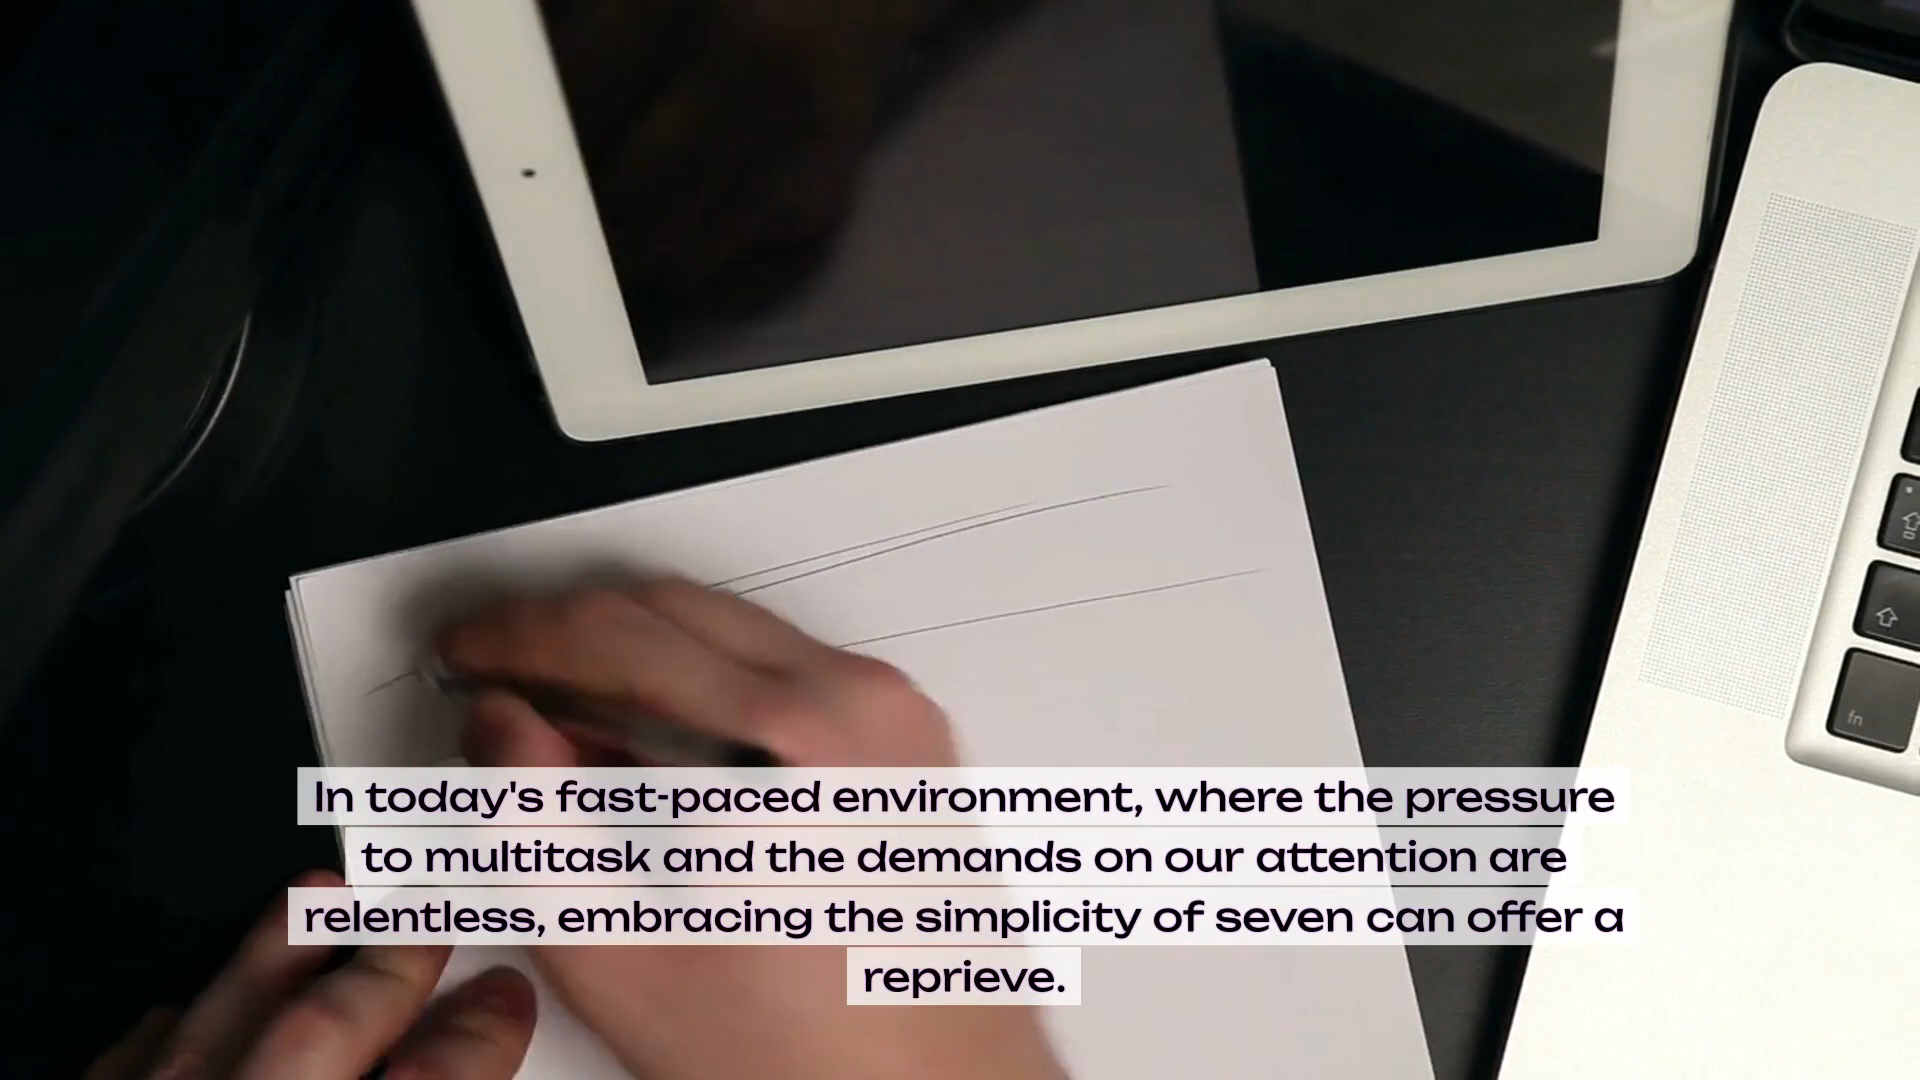 In today's fast-paced environment, where the pressure
to multitask and the demands on our attention are
relentless, embracing the simplicity of seven can offer a
reprieve.
fn